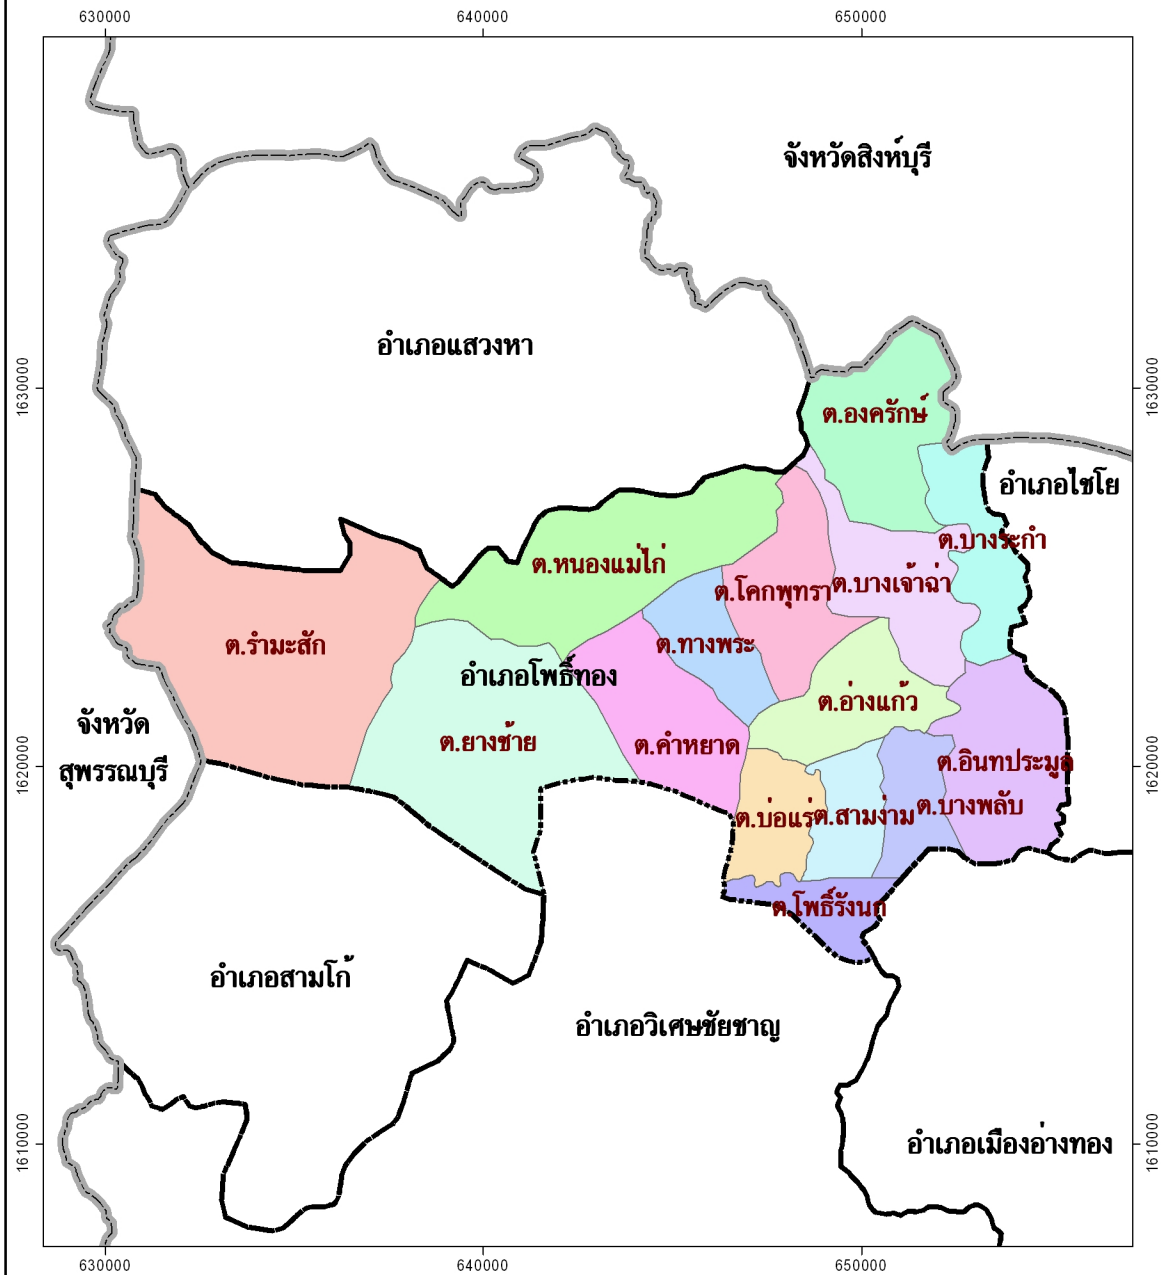 630000
640000
650000
จังหวัดสิงห์บุรี
อำเภอแสวงหา
1630000
1630000
ต.องครักษ์
อำเภอไชโย
ต.บางระกำ
ต.หนองแม่ไก่
ต.บางเจ้าฉ่า
ต.โคกพุทรา
ต.รำมะสัก
ต.ทางพระ
อำเภอโพธิ์ทอง
ต.อ่างแก้ว
จังหวัด
สุพรรณบุรี
ต.ยางซ้าย
ต.คำหยาด
1620000
1620000
ต.อินทประมูล
ต.บางพลับ
ต.บ่อแร่
ต.สามง่าม
ต.โพธิ์รังนก
อำเภอสามโก้
อำเภอวิเศษชัยชาญ
อำเภอเมืองอ่างทอง
1610000
1610000
630000
640000
650000